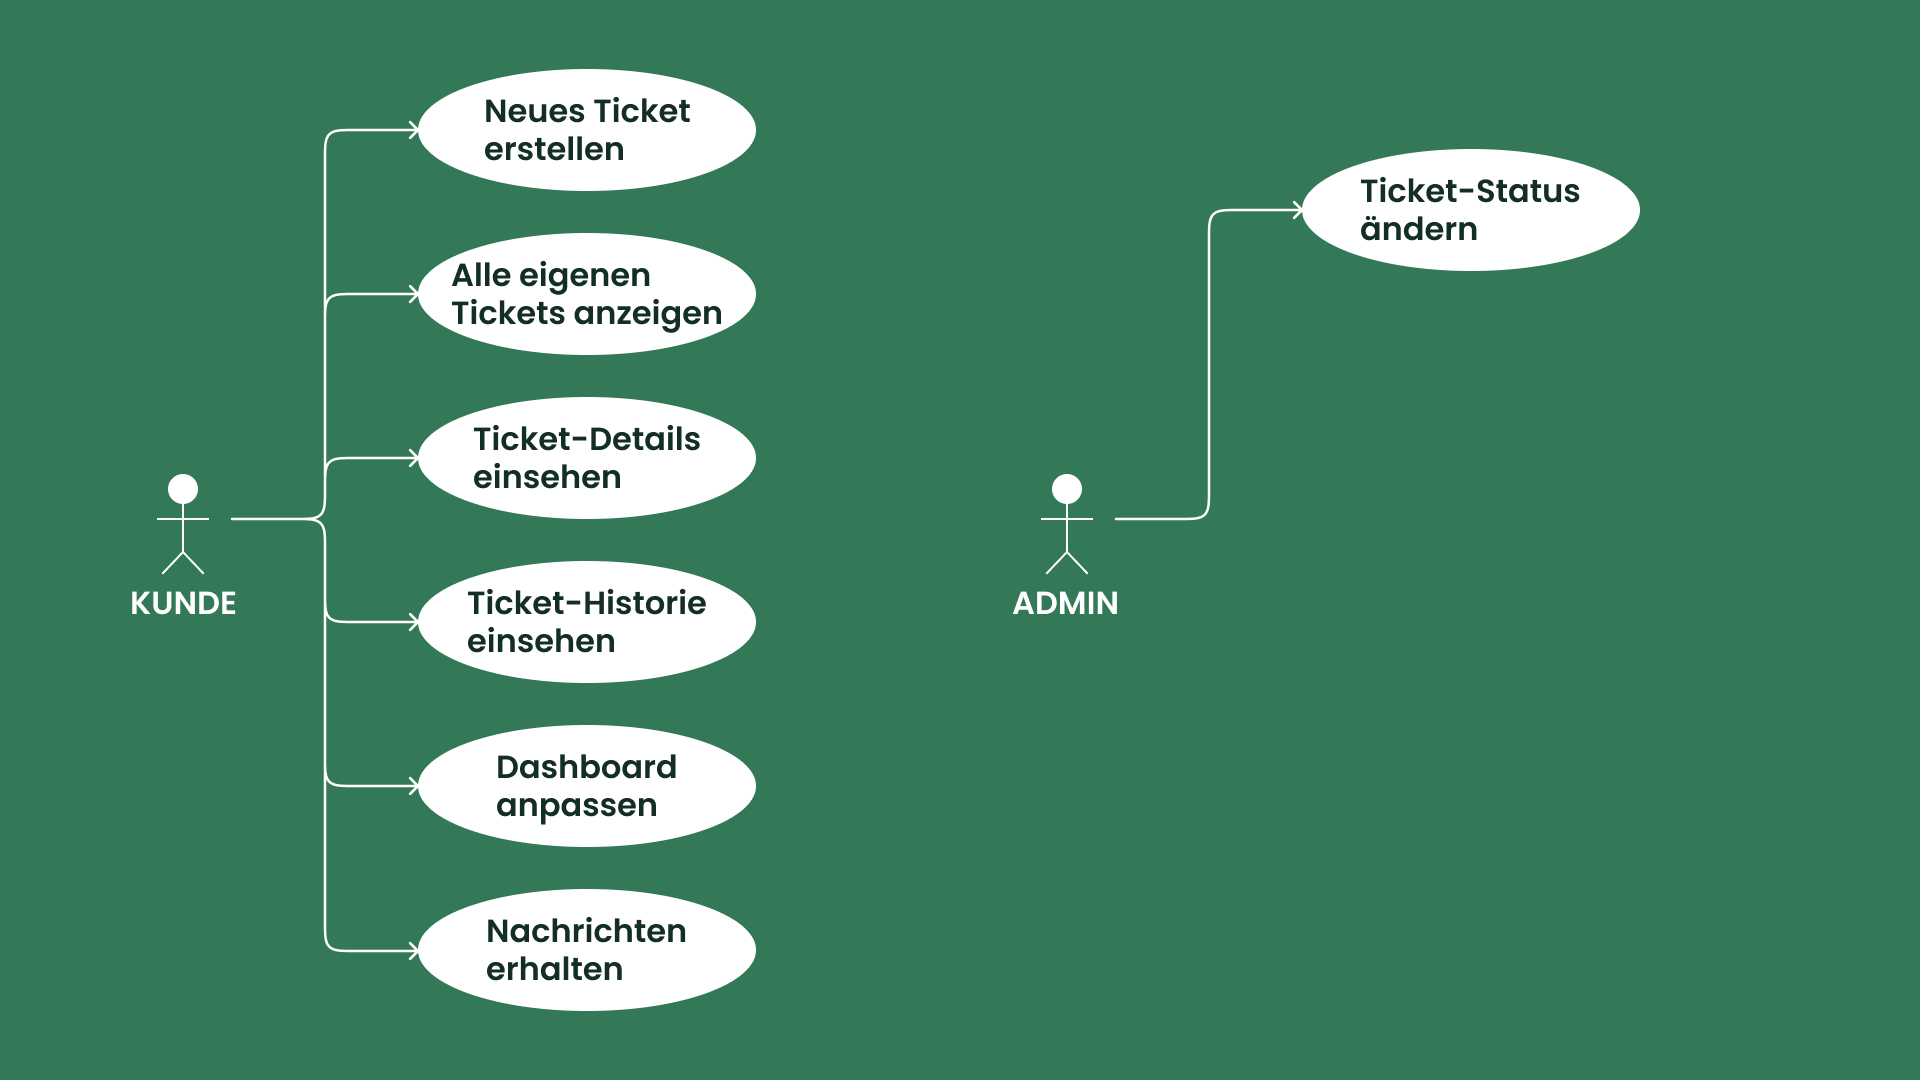 Neues Ticket
erstellen
Alle eigenen
Tickets anzeigen
Ticket-Details
einsehen
KUNDE
Ticket-Historie
einsehen
Dashboard
anpassen
Nachrichten
erhalten
Ticket-Status
ändern
ADMIN